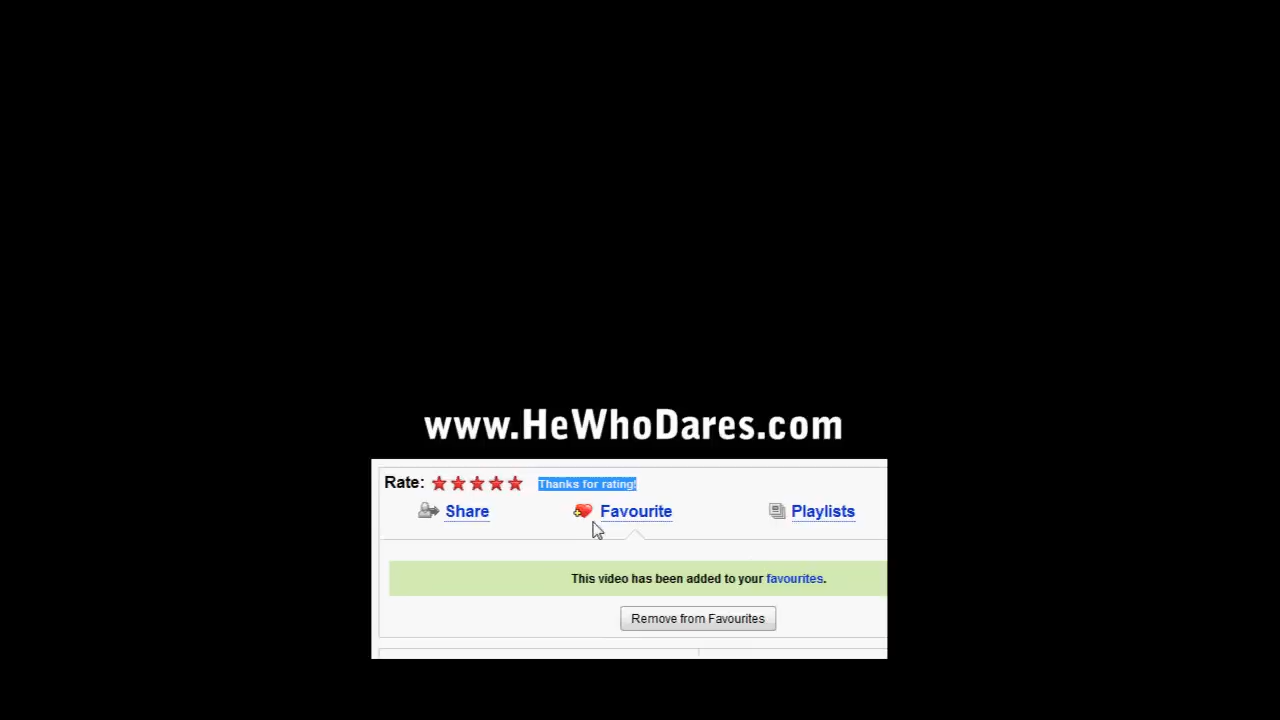 www.HeWhoDares.com
Rate: Thanks for rating!
Share Favourite Playlists
This video has been added to your favourites.
Remove from Favourites